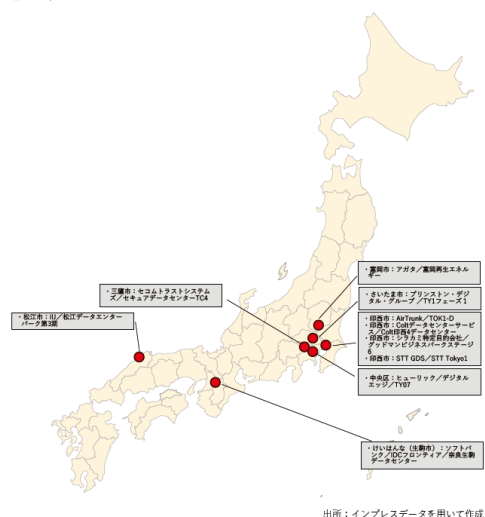 ・富岡市：アガタ／富岡再生エネル
ギー
・さいたま市：プリンストン・デジ
タル・グループ／TY1フェーズ1
・三鷹市：セコムトラストシステム
ズ／セキュアデータセンターTC4
・松江市：IIJ／松江データエンター
パーク第3期
・印西市：AirTrunk／TOK1-D
・印西市：Coltデータセンターサービ
ス／Colt印西4データセンター
・印西市：シラカミ特定目的会社／
グッドマンビジネスパークステージ
6
・印西市：STT GDS／STT Tokyo1
・中央区：ヒューリック／デジタル
エッジ／TY07
・けいはんな（生駒市）：ソフトバ
ンク／IDCフロンティア／奈良生駒
データセンター
出所：インプレスデータを用いて作成